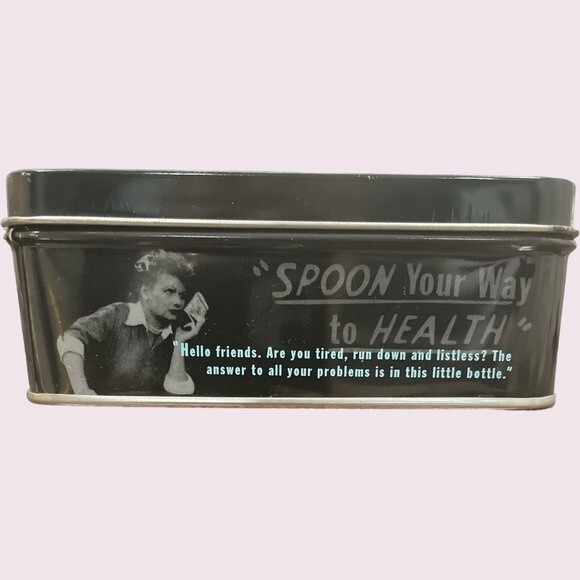 "SPOON Your Way
to HEALTH"
"Hello friends. Are you tired, run down and listless? The
answer to all your problems is in this little bottle."